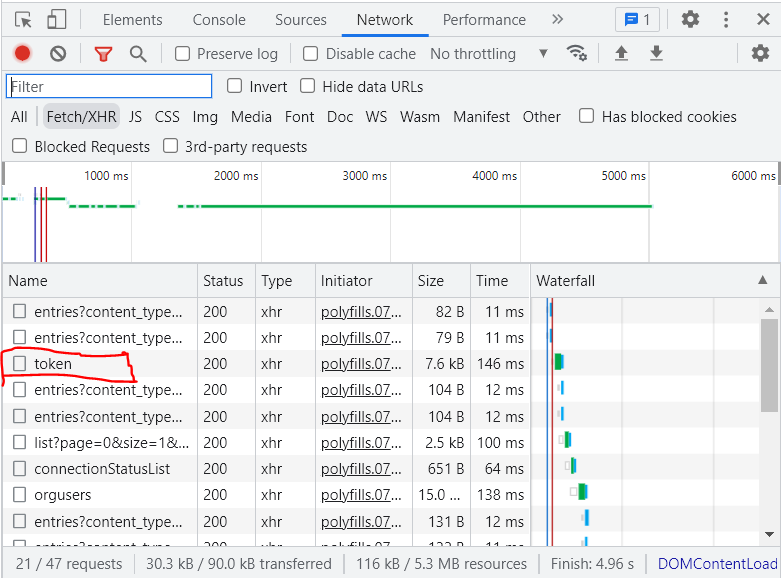 Elements Console Sources Network Performance » 1
Preserve log Disable cache No throttling
Filter Invert Hide data URLs
All Fetch/XHR JS CSS Img Media Font Doc WS Wasm Manifest Other Has blocked cookies
Blocked Requests 3rd-party requests
1000 ms 2000 ms 3000 ms 4000 ms 5000 ms 6000 ms
Name Status Type Initiator Size Time Waterfall
entries?content_type... 200 xhr polyfills.07... 82 B 11 ms
entries?content_type... 200 xhr polyfills.07... 79 B 11 ms
token 200 xhr polyfills.07... 7.6 kB 146 ms
entries?content_type... 200 xhr polyfills.07... 104 B 12 ms
entries?content_type... 200 xhr polyfills.07... 104 B 12 ms
list?page=0&size=1&... 200 xhr polyfills.07... 2.5 kB 100 ms
connectionStatusList 200 xhr polyfills.07... 651 B 64 ms
orgusers 200 xhr polyfills.07... 15.0 ... 138 ms
entries?content_type... 200 xhr polyfills.07... 131 B 12 ms
21 / 47 requests 30.3 kB / 90.0 kB transferred 116 kB / 5.3 MB resources Finish: 4.96 s DOMContentLoad